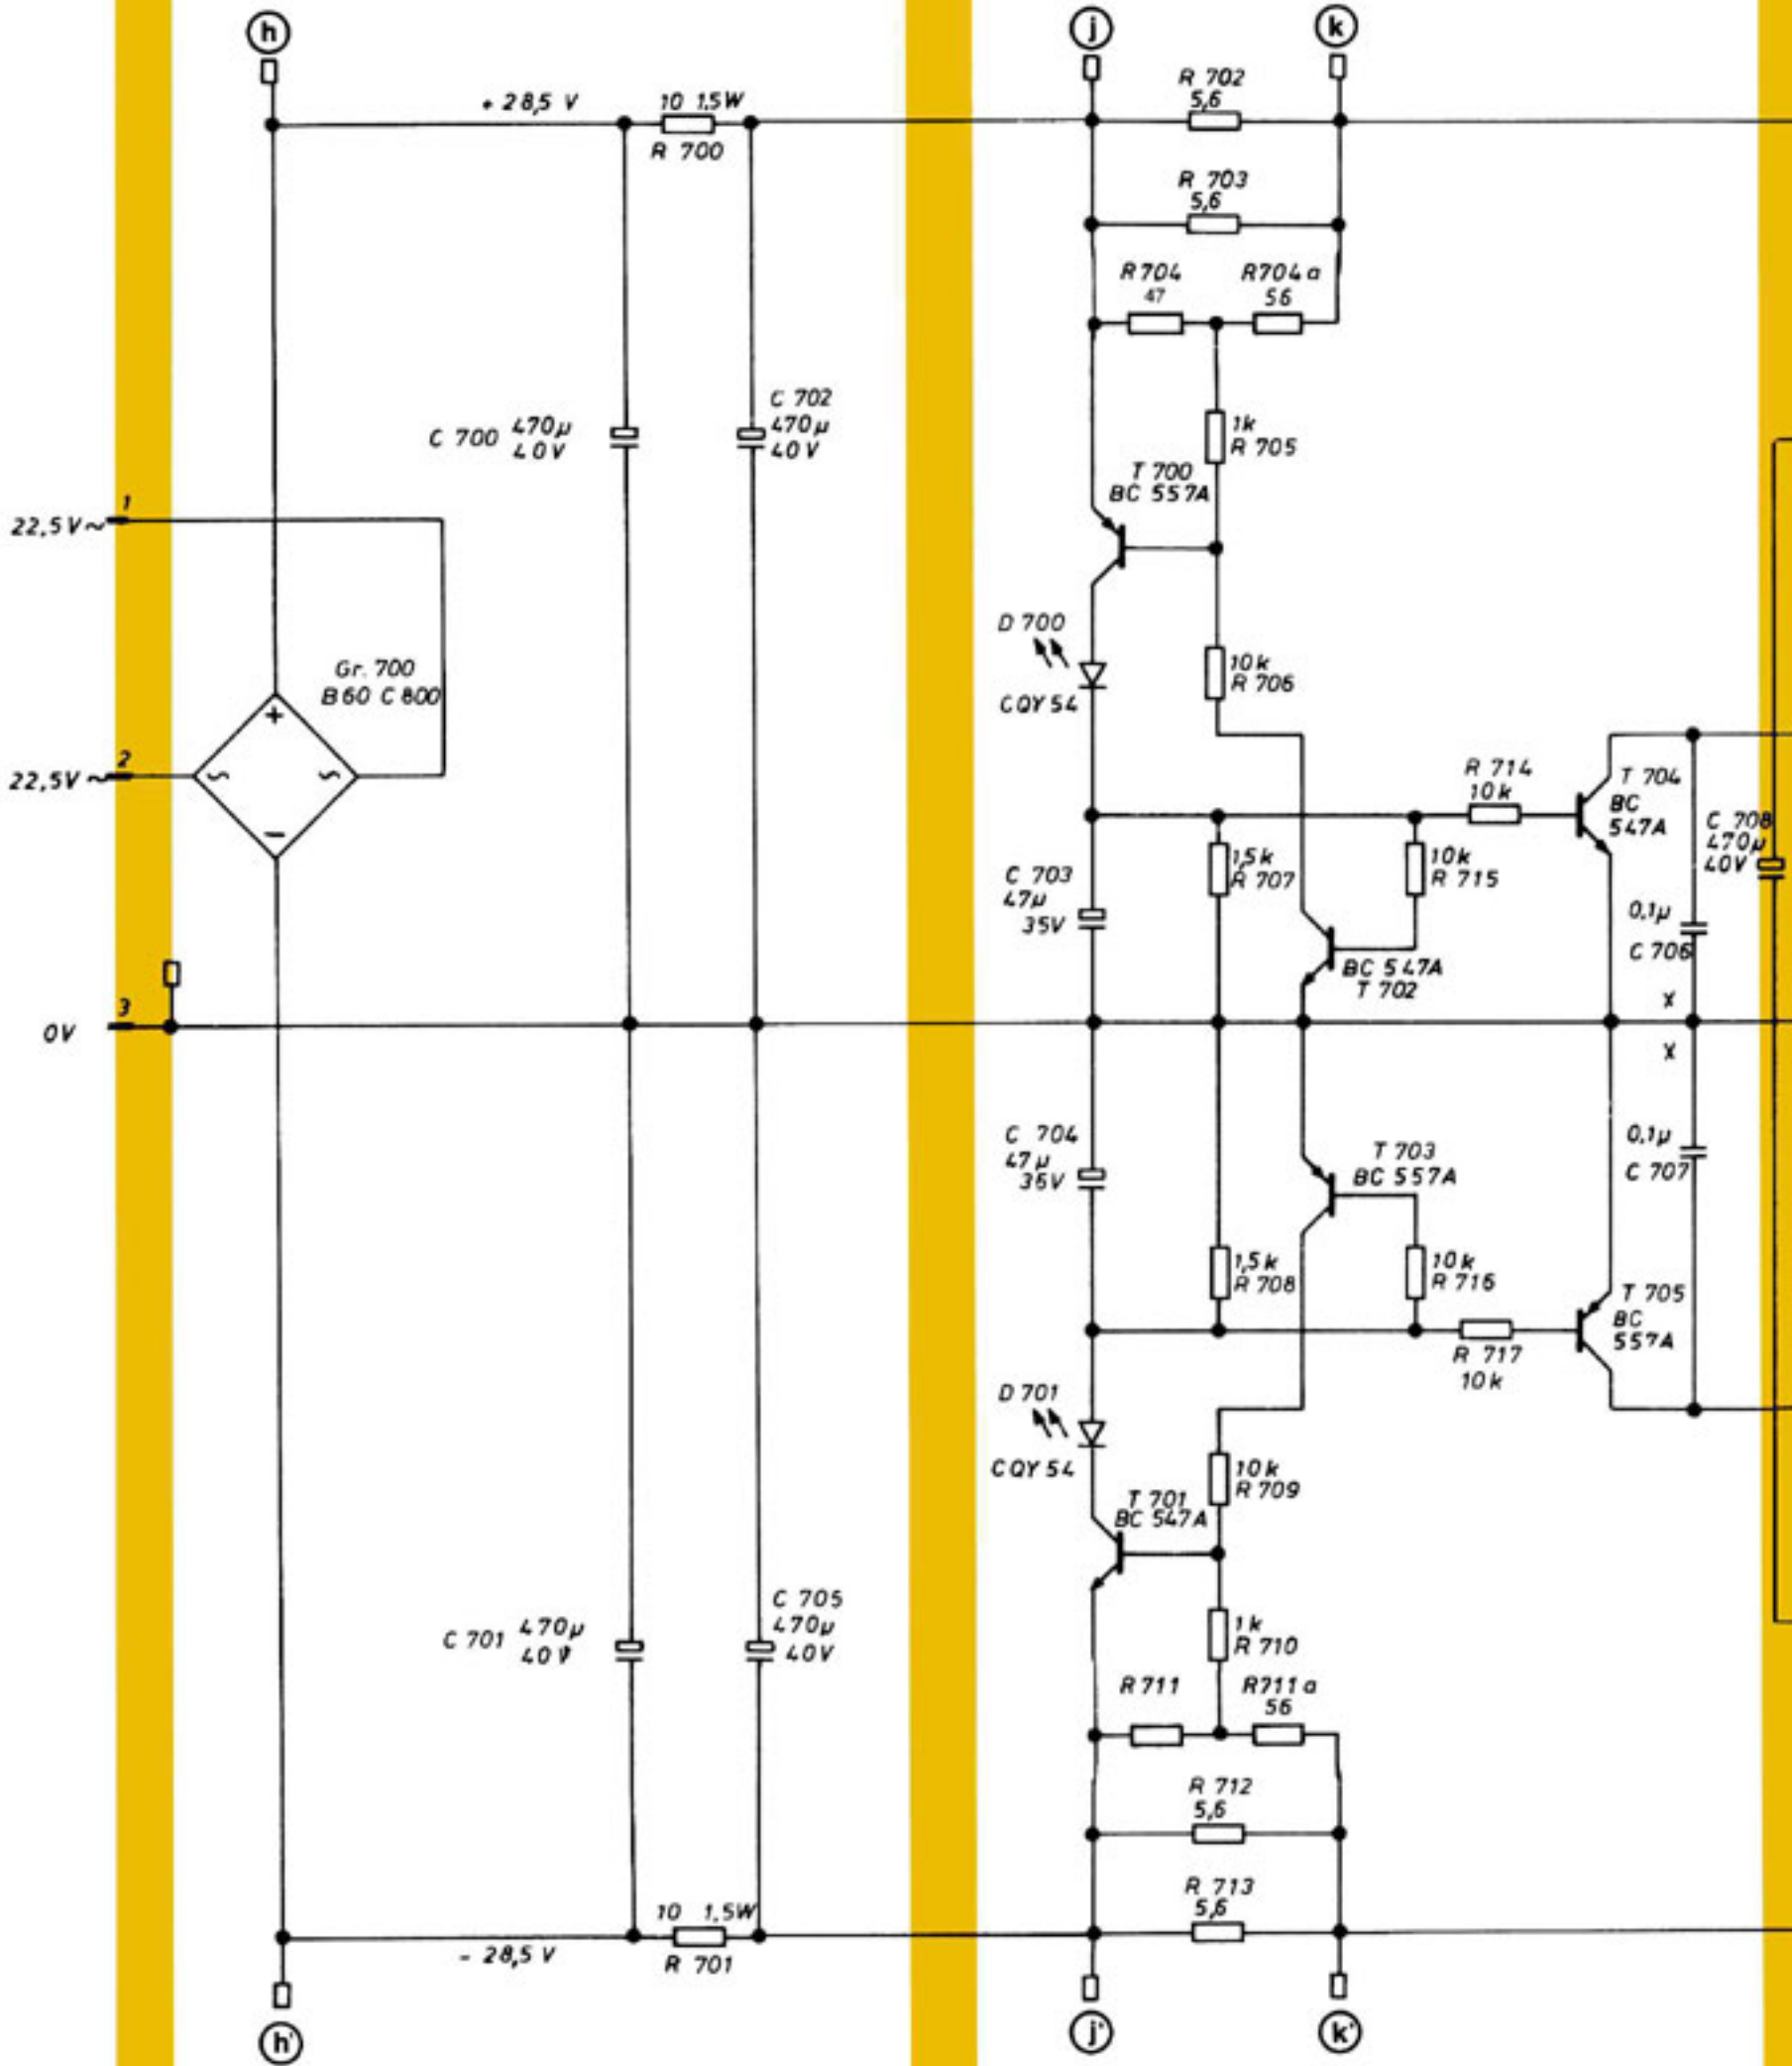 h
j
k
+ 28,5 V
10 1,5W
R 700
R 702
5,6
R 703
5,6
R704
47
R704a
56
C 700
470µ
40V
C 702
470µ
40V
1k
R 705
T 700
BC 557A
1
22,5V~
D 700
CQY 54
10k
R 706
Gr. 700
B60 C 800
+
2
22,5V~
–
R 714
10k
T 704
BC
547A
C 708
470µ
40V
C 703
47µ
35V
1,5k
R 707
10k
R 715
0,1µ
C 706
BC 547A
T 702
x
3
0V
x
C 704
47µ
35V
T 703
BC 557A
0,1µ
C 707
1,5k
R 708
10k
R 716
T 705
BC
557A
R 717
10k
D 701
CQY 54
10k
R 709
T 701
BC 547A
C 701
470µ
40V
C 705
470µ
40V
1k
R 710
R711
R711a
56
R 712
5,6
R 713
5,6
10 1,5W
R 701
– 28,5 V
h'
j'
k'